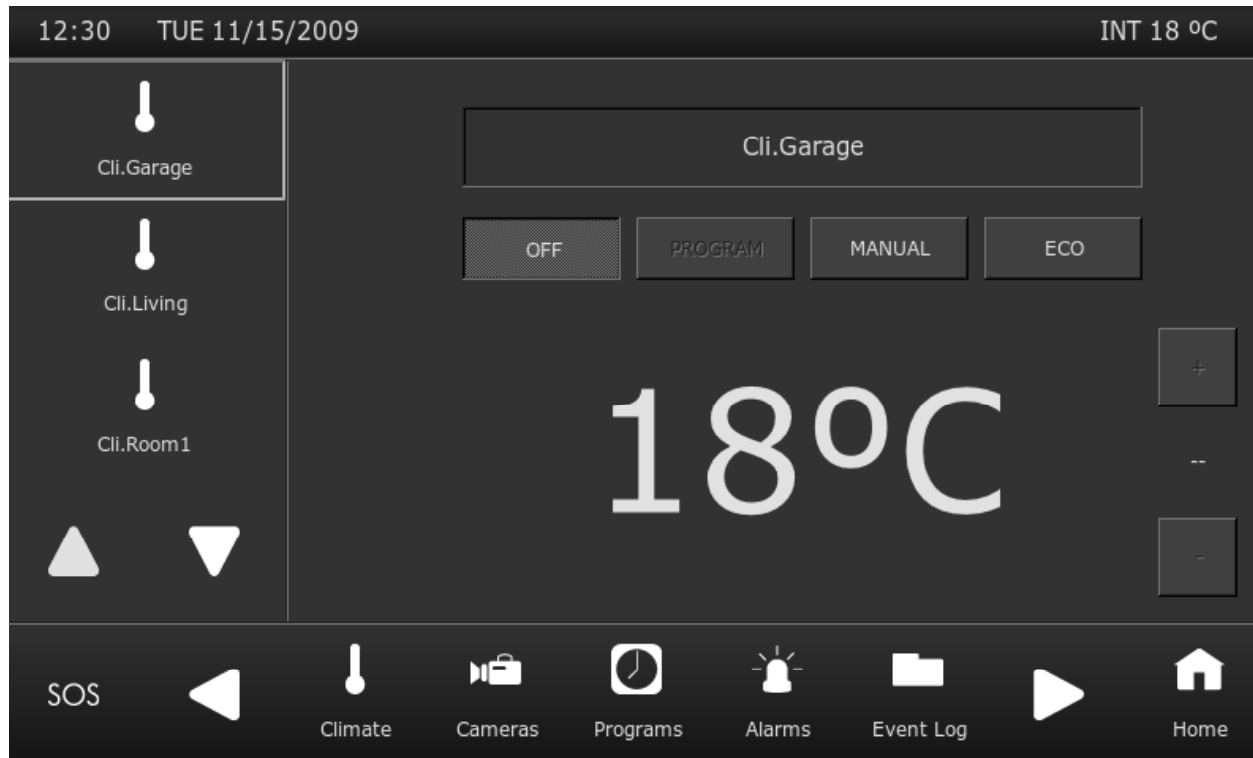 12:30 TUE 11/15/2009 INT 18 ºC
Cli.Garage
Cli.Living
Cli.Room1
Cli.Garage
OFF PROGRAM MANUAL ECO
18ºC
+
--
-
SOS
Climate Cameras Programs Alarms Event Log Home